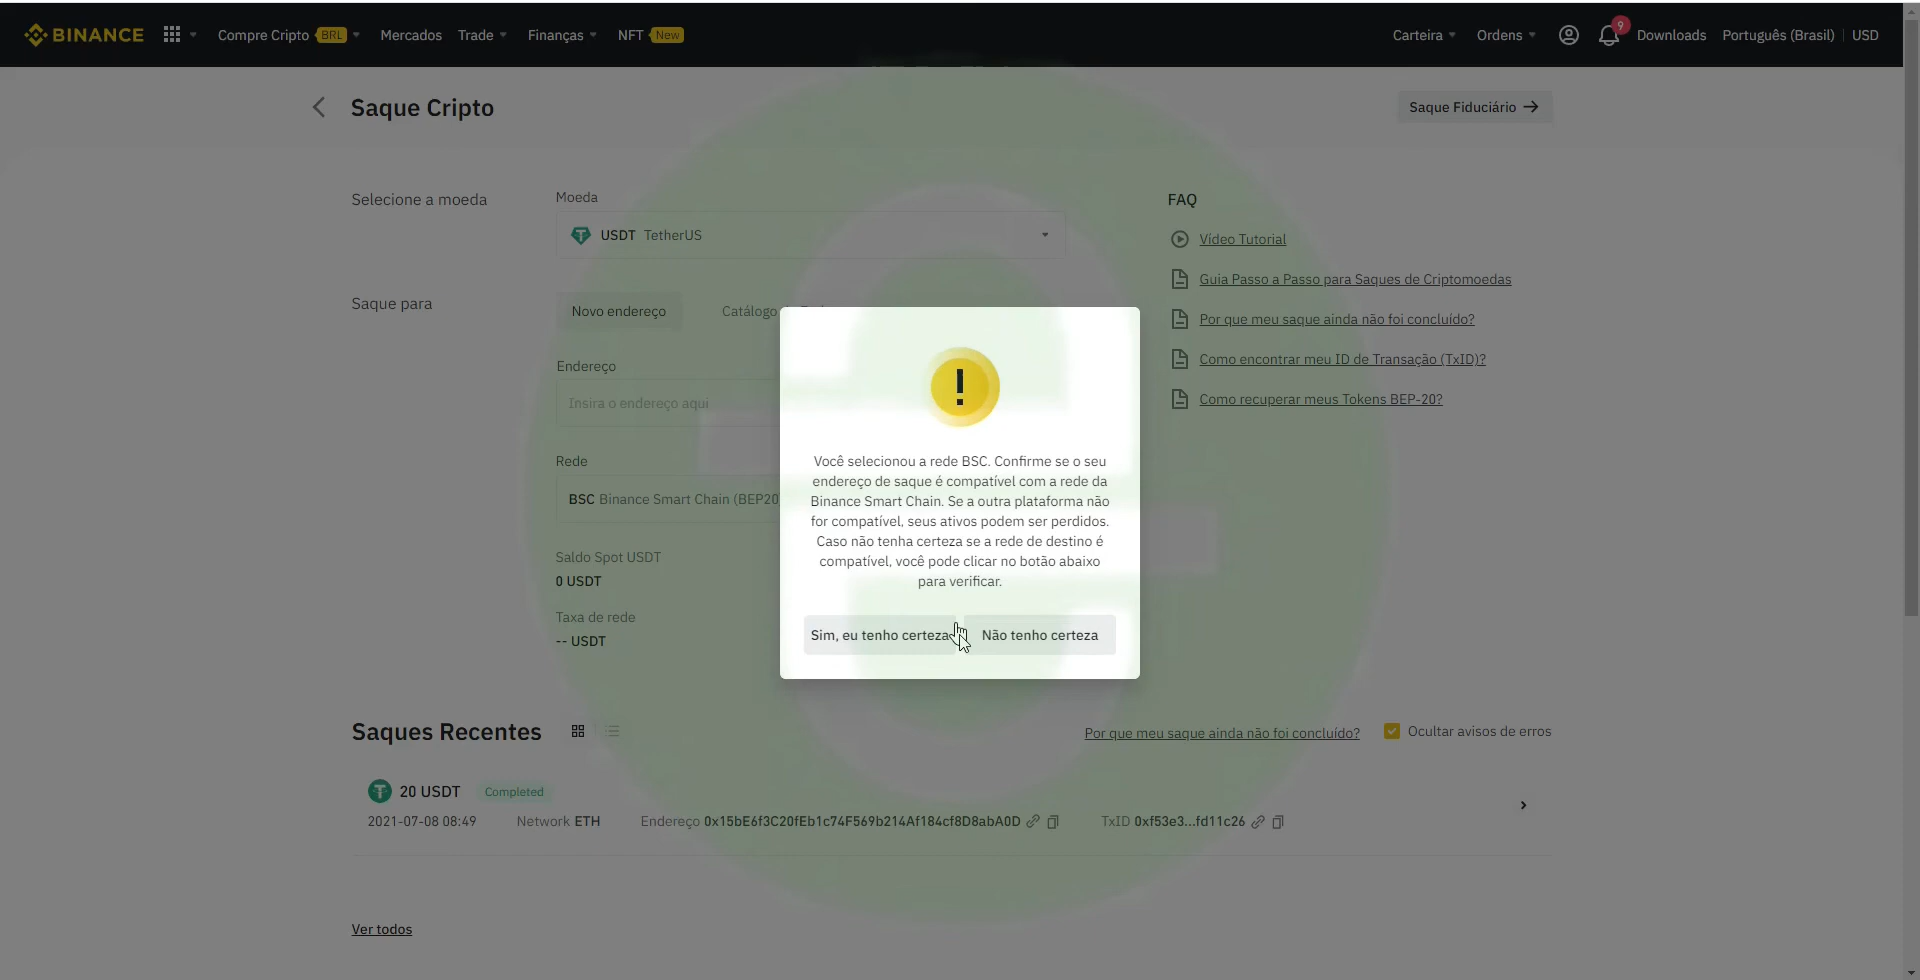 BINANCE
Compre Cripto BRL
Mercados
Trade
Finanças
NFT New
Carteira
Ordens
9
Downloads
Português (Brasil)
USD
Saque Cripto
Saque Fiduciário →
Selecione a moeda
Moeda
USDT TetherUS
FAQ
Vídeo Tutorial
Guia Passo a Passo para Saques de Criptomoedas
Por que meu saque ainda não foi concluído?
Como encontrar meu ID de Transação (TxID)?
Como recuperar meus Tokens BEP-20?
Saque para
Novo endereço
Catálogo
Endereço
Insira o endereço aqui
Rede
BSC Binance Smart Chain (BEP20
Saldo Spot USDT
0 USDT
Taxa de rede
-- USDT
!
Você selecionou a rede BSC. Confirme se o seu
endereço de saque é compatível com a rede da
Binance Smart Chain. Se a outra plataforma não
for compatível, seus ativos podem ser perdidos.
Caso não tenha certeza se a rede de destino é
compatível, você pode clicar no botão abaixo
para verificar.
Sim, eu tenho certeza
Não tenho certeza
Saques Recentes
Por que meu saque ainda não foi concluído?
Ocultar avisos de erros
20 USDT Completed
2021-07-08 08:49
Network ETH
Endereço 0x15bE6f3C20fEb1c74F569b214Af184cf8D8abA0D
TxID 0xf53e3...fd11c26
Ver todos